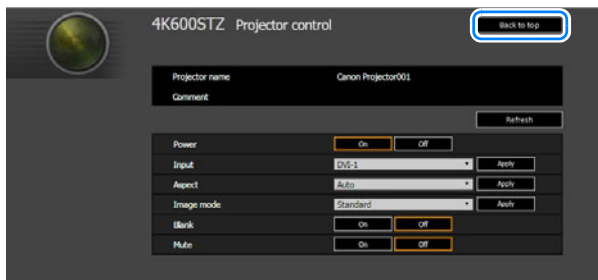 4K600STZ Projector control Back to top
Projector name Canon Projector001
Comment
Refresh
Power On Off
Input DVI-1 Apply
Aspect Auto Apply
Image mode Standard Apply
Blank On Off
Mute On Off